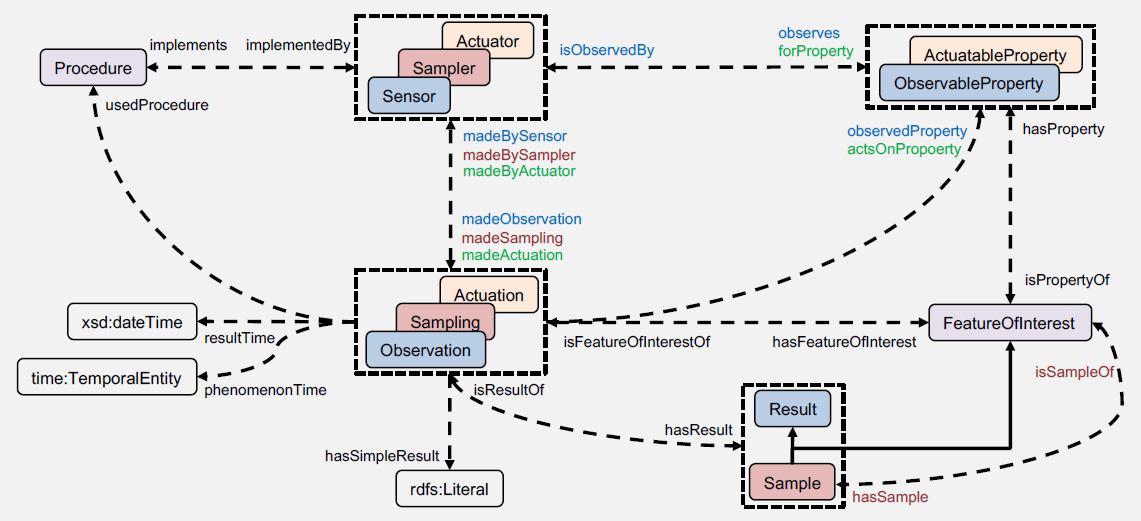 Actuator
Sampler
Sensor
implements
implementedBy
Procedure
usedProcedure
isObservedBy
observes
forProperty
ActuatableProperty
ObservableProperty
madeBySensor
madeBySampler
madeByActuator
observedProperty
actsOnPropoerty
hasProperty
madeObservation
madeSampling
madeActuation
Actuation
Sampling
Observation
xsd:dateTime
resultTime
time:TemporalEntity
phenomenonTime
isPropertyOf
FeatureOfInterest
isFeatureOfInterestOf
hasFeatureOfInterest
isSampleOf
isResultOf
hasResult
Result
hasSimpleResult
rdfs:Literal
Sample
hasSample